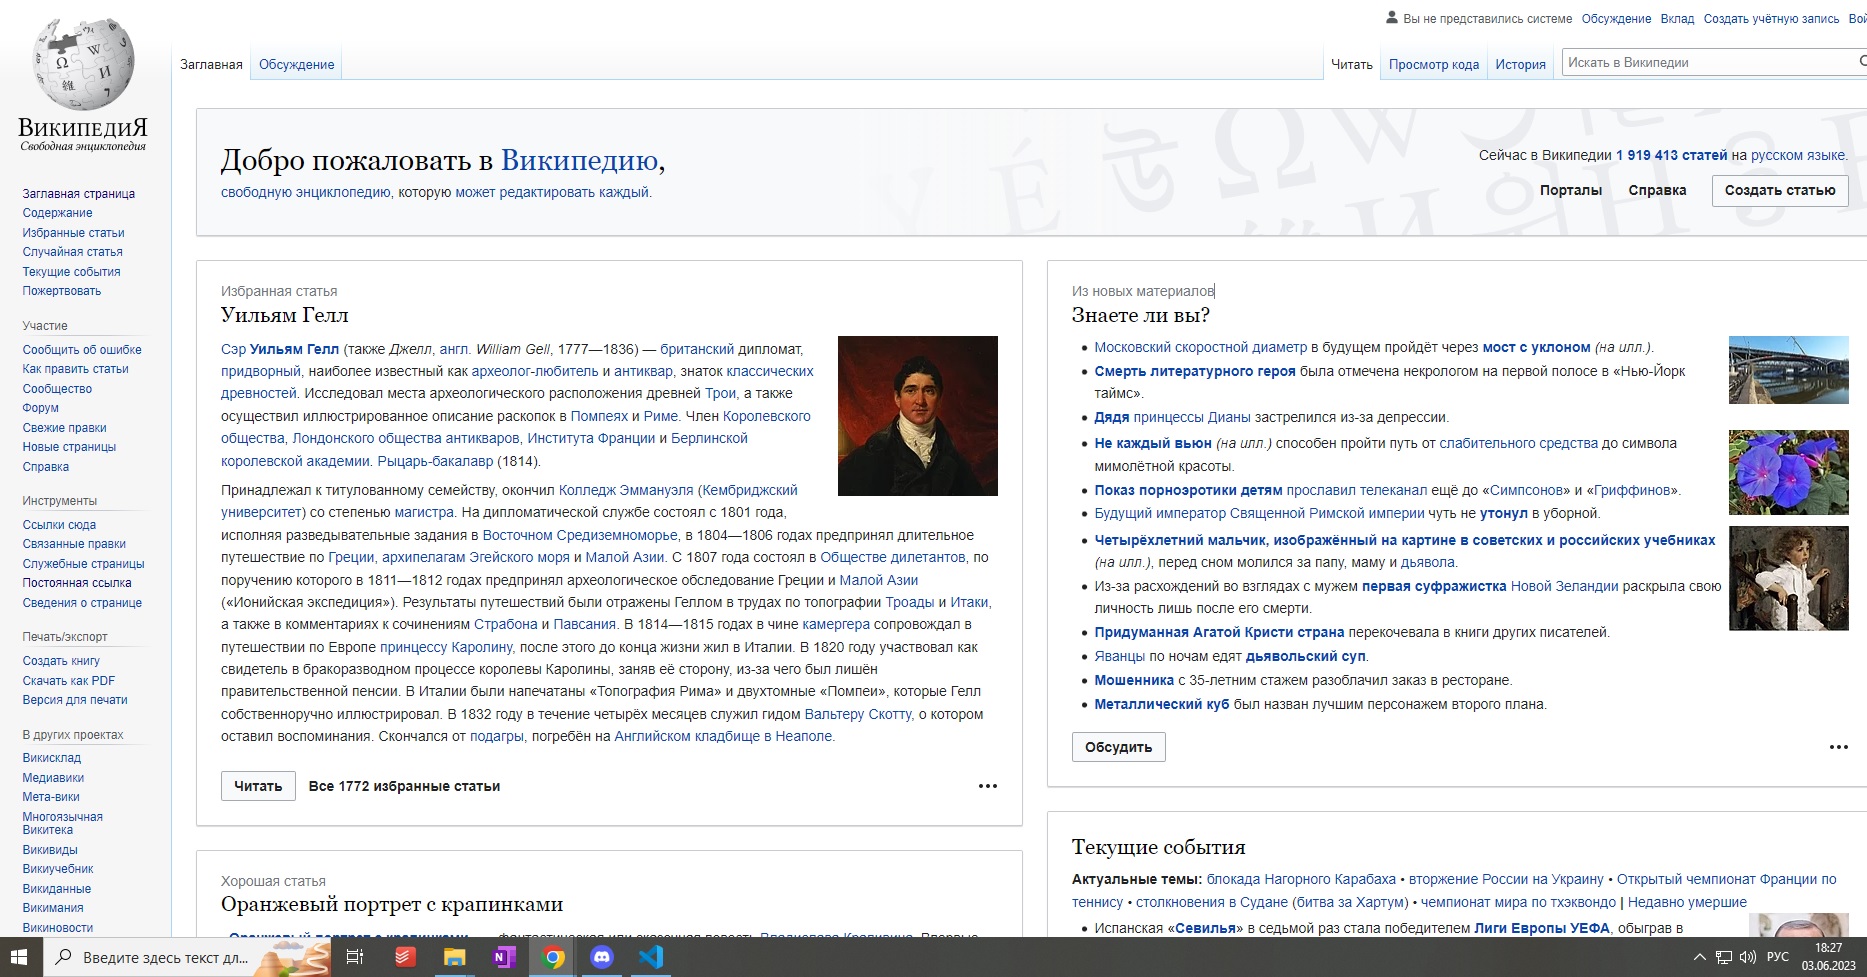 ВикипедиЯ
Свободная энциклопедия
Вы не представились системе Обсуждение Вклад Создать учётную запись
Заглавная Обсуждение
Читать Просмотр кода История Искать в Википедии
Заглавная страница
Содержание
Избранные статьи
Случайная статья
Текущие события
Пожертвовать
Участие
Сообщить об ошибке
Как править статьи
Сообщество
Форум
Свежие правки
Новые страницы
Справка
Инструменты
Ссылки сюда
Связанные правки
Служебные страницы
Постоянная ссылка
Сведения о странице
Печать/экспорт
Создать книгу
Скачать как PDF
Версия для печати
В других проектах
Викисклад
Медиавики
Мета-вики
Многоязычная
Викитека
Викивиды
Викиучебник
Викиданные
Викимания
Викиновости
Добро пожаловать в Википедию,
свободную энциклопедию, которую может редактировать каждый.
Сейчас в Википедии 1 919 413 статей на русском языке.
Порталы Справка Создать статью
Избранная статья
Уильям Гелл
Сэр Уильям Гелл (также Джелл, англ. William Gell, 1777—1836) — британский дипломат,
придворный, наиболее известный как археолог-любитель и антиквар, знаток классических
древностей. Исследовал места археологического расположения древней Трои, а также
осуществил иллюстрированное описание раскопок в Помпеях и Риме. Член Королевского
общества, Лондонского общества антикваров, Института Франции и Берлинской
королевской академии. Рыцарь-бакалавр (1814).
Принадлежал к титулованному семейству, окончил Колледж Эммануэля (Кембриджский
университет) со степенью магистра. На дипломатической службе состоял с 1801 года,
исполняя разведывательные задания в Восточном Средиземноморье, в 1804—1806 годах предпринял длительное
путешествие по Греции, архипелагам Эгейского моря и Малой Азии. С 1807 года состоял в Обществе дилетантов, по
поручению которого в 1811—1812 годах предпринял археологическое обследование Греции и Малой Азии
(«Ионийская экспедиция»). Результаты путешествий были отражены Геллом в трудах по топографии Троады и Итаки,
а также в комментариях к сочинениям Страбона и Павсания. В 1814—1815 годах в чине камергера сопровождал в
путешествии по Европе принцессу Каролину, после этого до конца жизни жил в Италии. В 1820 году участвовал как
свидетель в бракоразводном процессе королевы Каролины, заняв её сторону, из-за чего был лишён
правительственной пенсии. В Италии были напечатаны «Топография Рима» и двухтомные «Помпеи», которые Гелл
собственноручно иллюстрировал. В 1832 году в течение четырёх месяцев служил гидом Вальтеру Скотту, о котором
оставил воспоминания. Скончался от подагры, погребён на Английском кладбище в Неаполе.
Читать Все 1772 избранные статьи
Хорошая статья
Оранжевый портрет с крапинками
Из новых материалов
Знаете ли вы?
Московский скоростной диаметр в будущем пройдёт через мост с уклоном (на илл.).
Смерть литературного героя была отмечена некрологом на первой полосе в «Нью-Йорк
таймс».
Дядя принцессы Дианы застрелился из-за депрессии.
Не каждый вьюн (на илл.) способен пройти путь от слабительного средства до символа
мимолётной красоты.
Показ порноэротики детям прославил телеканал ещё до «Симпсонов» и «Гриффинов».
Будущий император Священной Римской империи чуть не утонул в уборной.
Четырёхлетний мальчик, изображённый на картине в советских и российских учебниках
(на илл.), перед сном молился за папу, маму и дьявола.
Из-за расхождений во взглядах с мужем первая суфражистка Новой Зеландии раскрыла свою
личность лишь после его смерти.
Придуманная Агатой Кристи страна перекочевала в книги других писателей.
Яванцы по ночам едят дьявольский суп.
Мошенника с 35-летним стажем разоблачил заказ в ресторане.
Металлический куб был назван лучшим персонажем второго плана.
Обсудить
Текущие события
Актуальные темы: блокада Нагорного Карабаха • вторжение России на Украину • Открытый чемпионат Франции по
теннису • столкновения в Судане (битва за Хартум) • чемпионат мира по тхэквондо | Недавно умершие
Испанская «Севилья» в седьмой раз стала победителем Лиги Европы УЕФА, обыграв в
Введите здесь текст дл...
РУС
18:27
03.06.2023